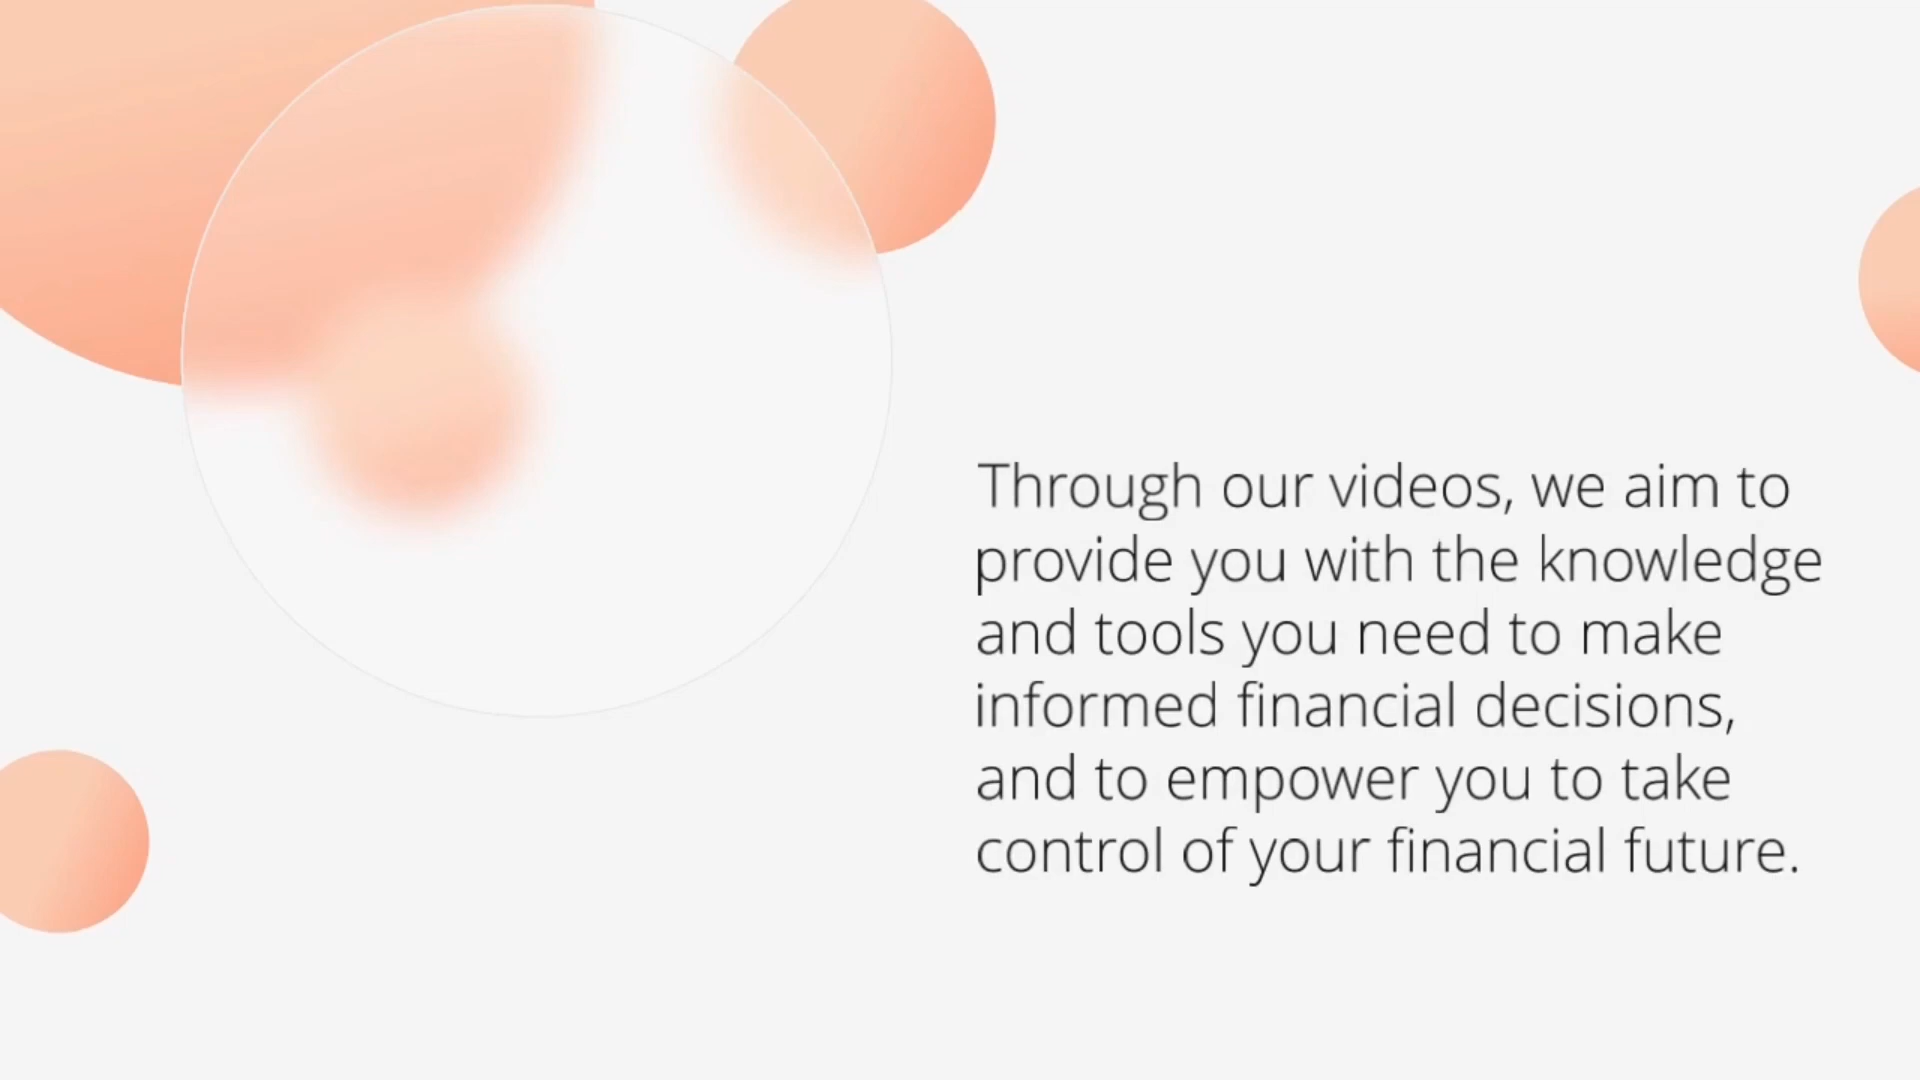 Through our videos, we aim to
provide you with the knowledge
and tools you need to make
informed financial decisions,
and to empower you to take
control of your financial future.